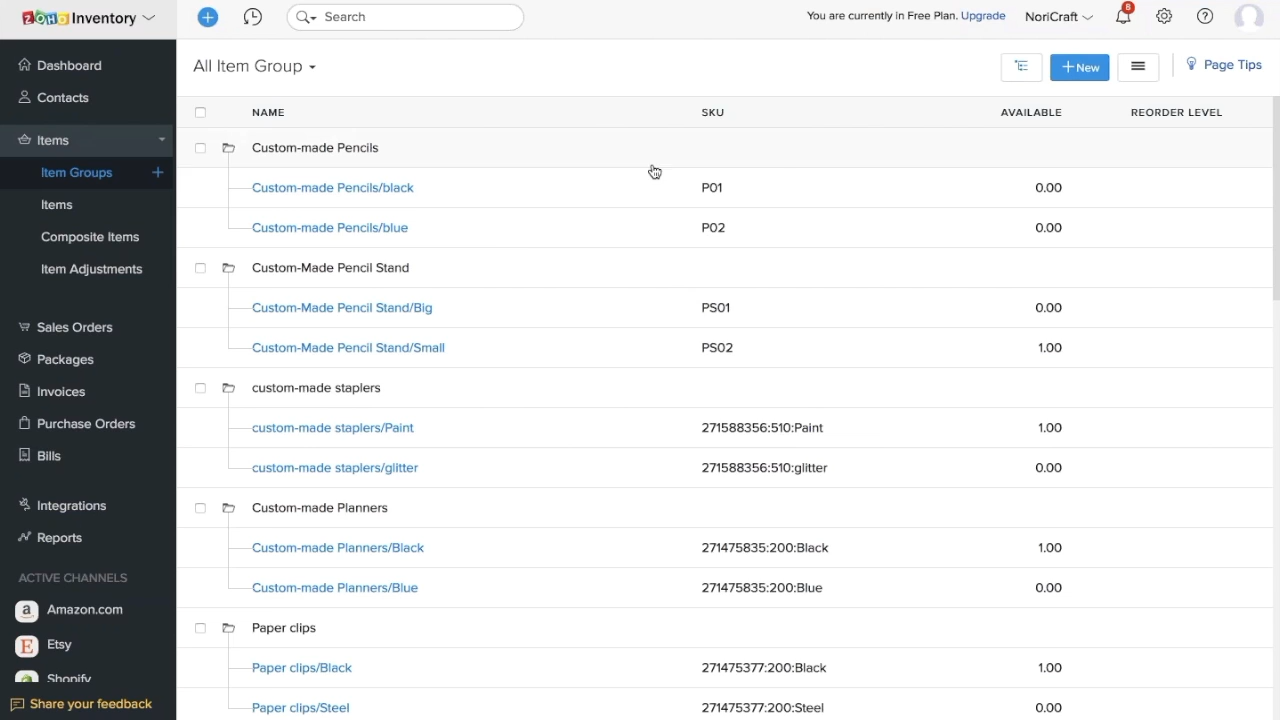 ZOHO Inventory
Search
You are currently in Free Plan. Upgrade
NoriCraft
8
Dashboard
Contacts
Items
Item Groups
Items
Composite Items
Item Adjustments
Sales Orders
Packages
Invoices
Purchase Orders
Bills
Integrations
Reports
ACTIVE CHANNELS
Amazon.com
Etsy
Shopify
Share your feedback
All Item Group
New
Page Tips
NAME SKU AVAILABLE REORDER LEVEL
Custom-made Pencils
Custom-made Pencils/black P01 0.00
Custom-made Pencils/blue P02 0.00
Custom-Made Pencil Stand
Custom-Made Pencil Stand/Big PS01 0.00
Custom-Made Pencil Stand/Small PS02 1.00
custom-made staplers
custom-made staplers/Paint 271588356:510:Paint 1.00
custom-made staplers/glitter 271588356:510:glitter 0.00
Custom-made Planners
Custom-made Planners/Black 271475835:200:Black 1.00
Custom-made Planners/Blue 271475835:200:Blue 0.00
Paper clips
Paper clips/Black 271475377:200:Black 1.00
Paper clips/Steel 271475377:200:Steel 0.00